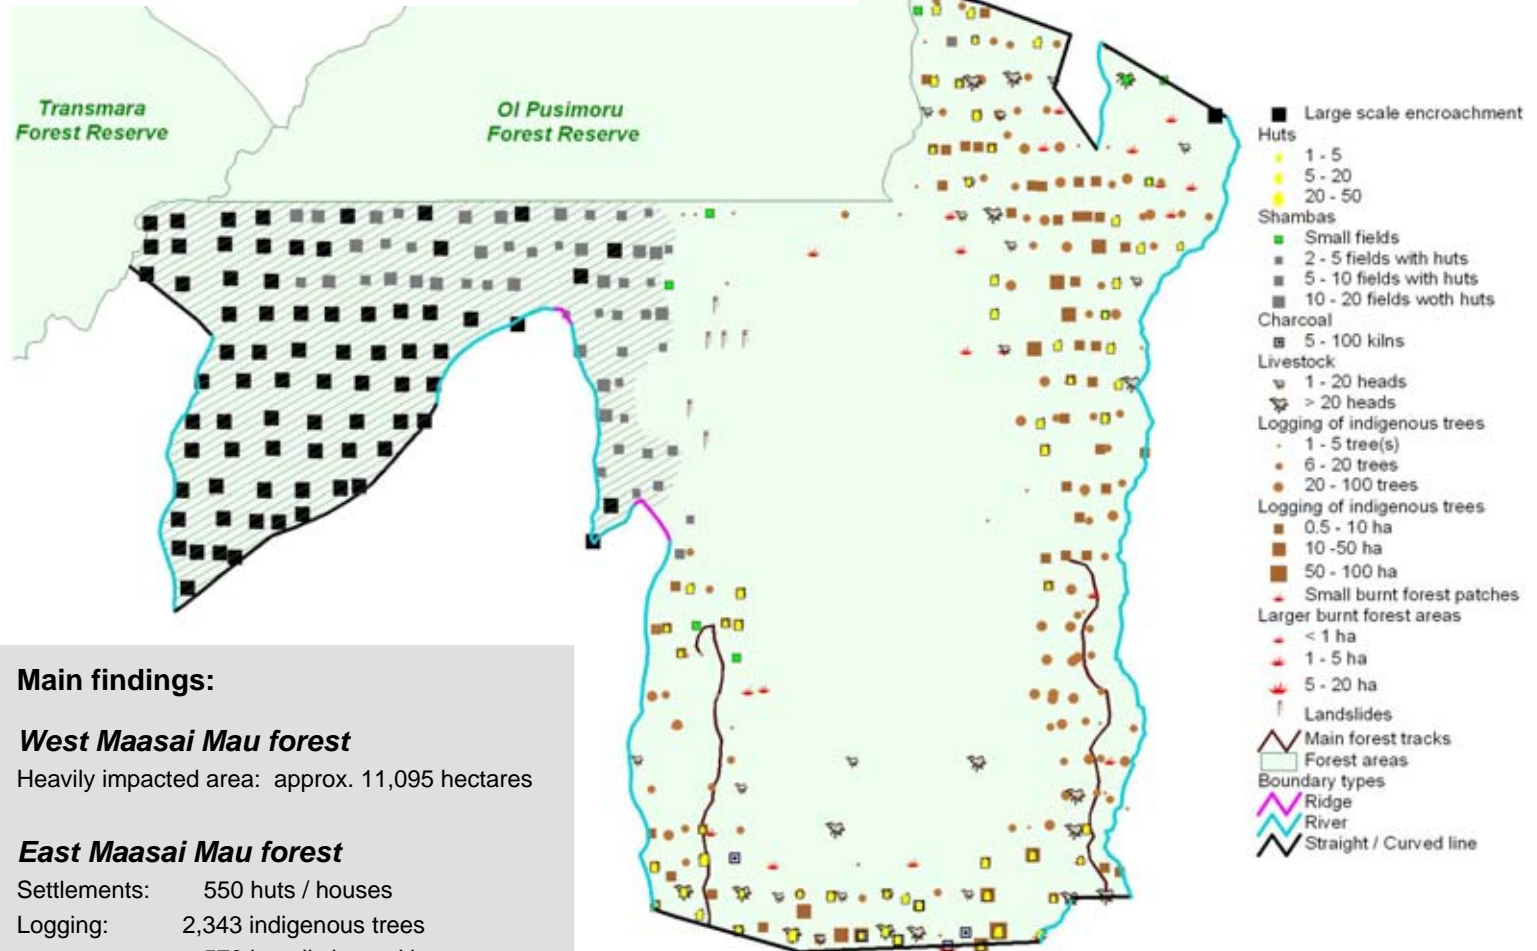 Transmara
Forest Reserve
Ol Pusimoru
Forest Reserve
Large scale encroachment
Huts
1 - 5
5 - 20
20 - 50
Shambas
Small fields
2 - 5 fields with huts
5 - 10 fields with huts
10 - 20 fields woth huts
Charcoal
5 - 100 kilns
Livestock
1 - 20 heads
> 20 heads
Logging of indigenous trees
1 - 5 tree(s)
6 - 20 trees
20 - 100 trees
Logging of indigenous trees
0.5 - 10 ha
10 -50 ha
50 - 100 ha
Small burnt forest patches
Larger burnt forest areas
< 1 ha
1 - 5 ha
5 - 20 ha
Landslides
Main forest tracks
Forest areas
Boundary types
Ridge
River
Straight / Curved line
Main findings:
West Maasai Mau forest
Heavily impacted area: approx. 11,095 hectares
East Maasai Mau forest
Settlements: 550 huts / houses
Logging: 2,343 indigenous trees